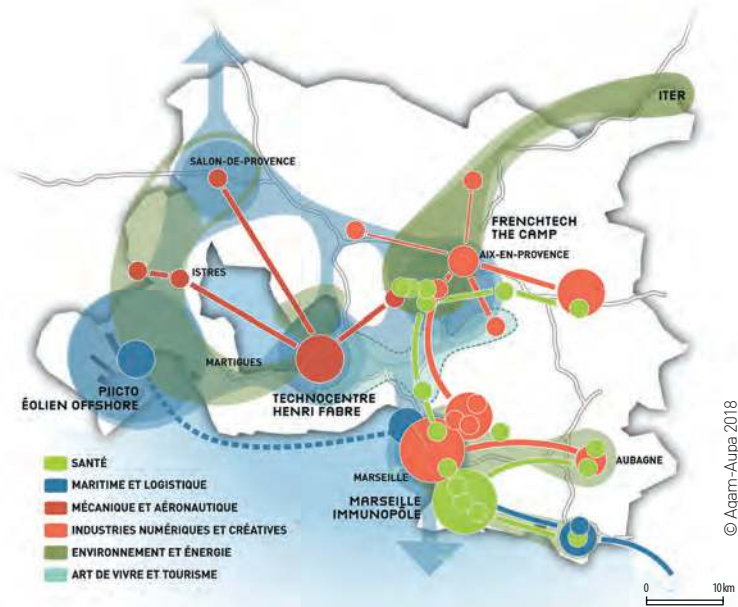 ITER
SALON-DE-PROVENCE
FRENCHTECH
THE CAMP
AIX-EN-PROVENCE
ISTRES
MARTIGUES
PIICTO
ÉOLIEN OFFSHORE
TECHNOCENTRE
HENRI FABRE
MARSEILLE
AUBAGNE
MARSEILLE
IMMUNOPÔLE
SANTÉ
MARITIME ET LOGISTIQUE
MÉCANIQUE ET AÉRONAUTIQUE
INDUSTRIES NUMÉRIQUES ET CRÉATIVES
ENVIRONNEMENT ET ÉNERGIE
ART DE VIVRE ET TOURISME
© Agam-Aupa 2018
0 10 km